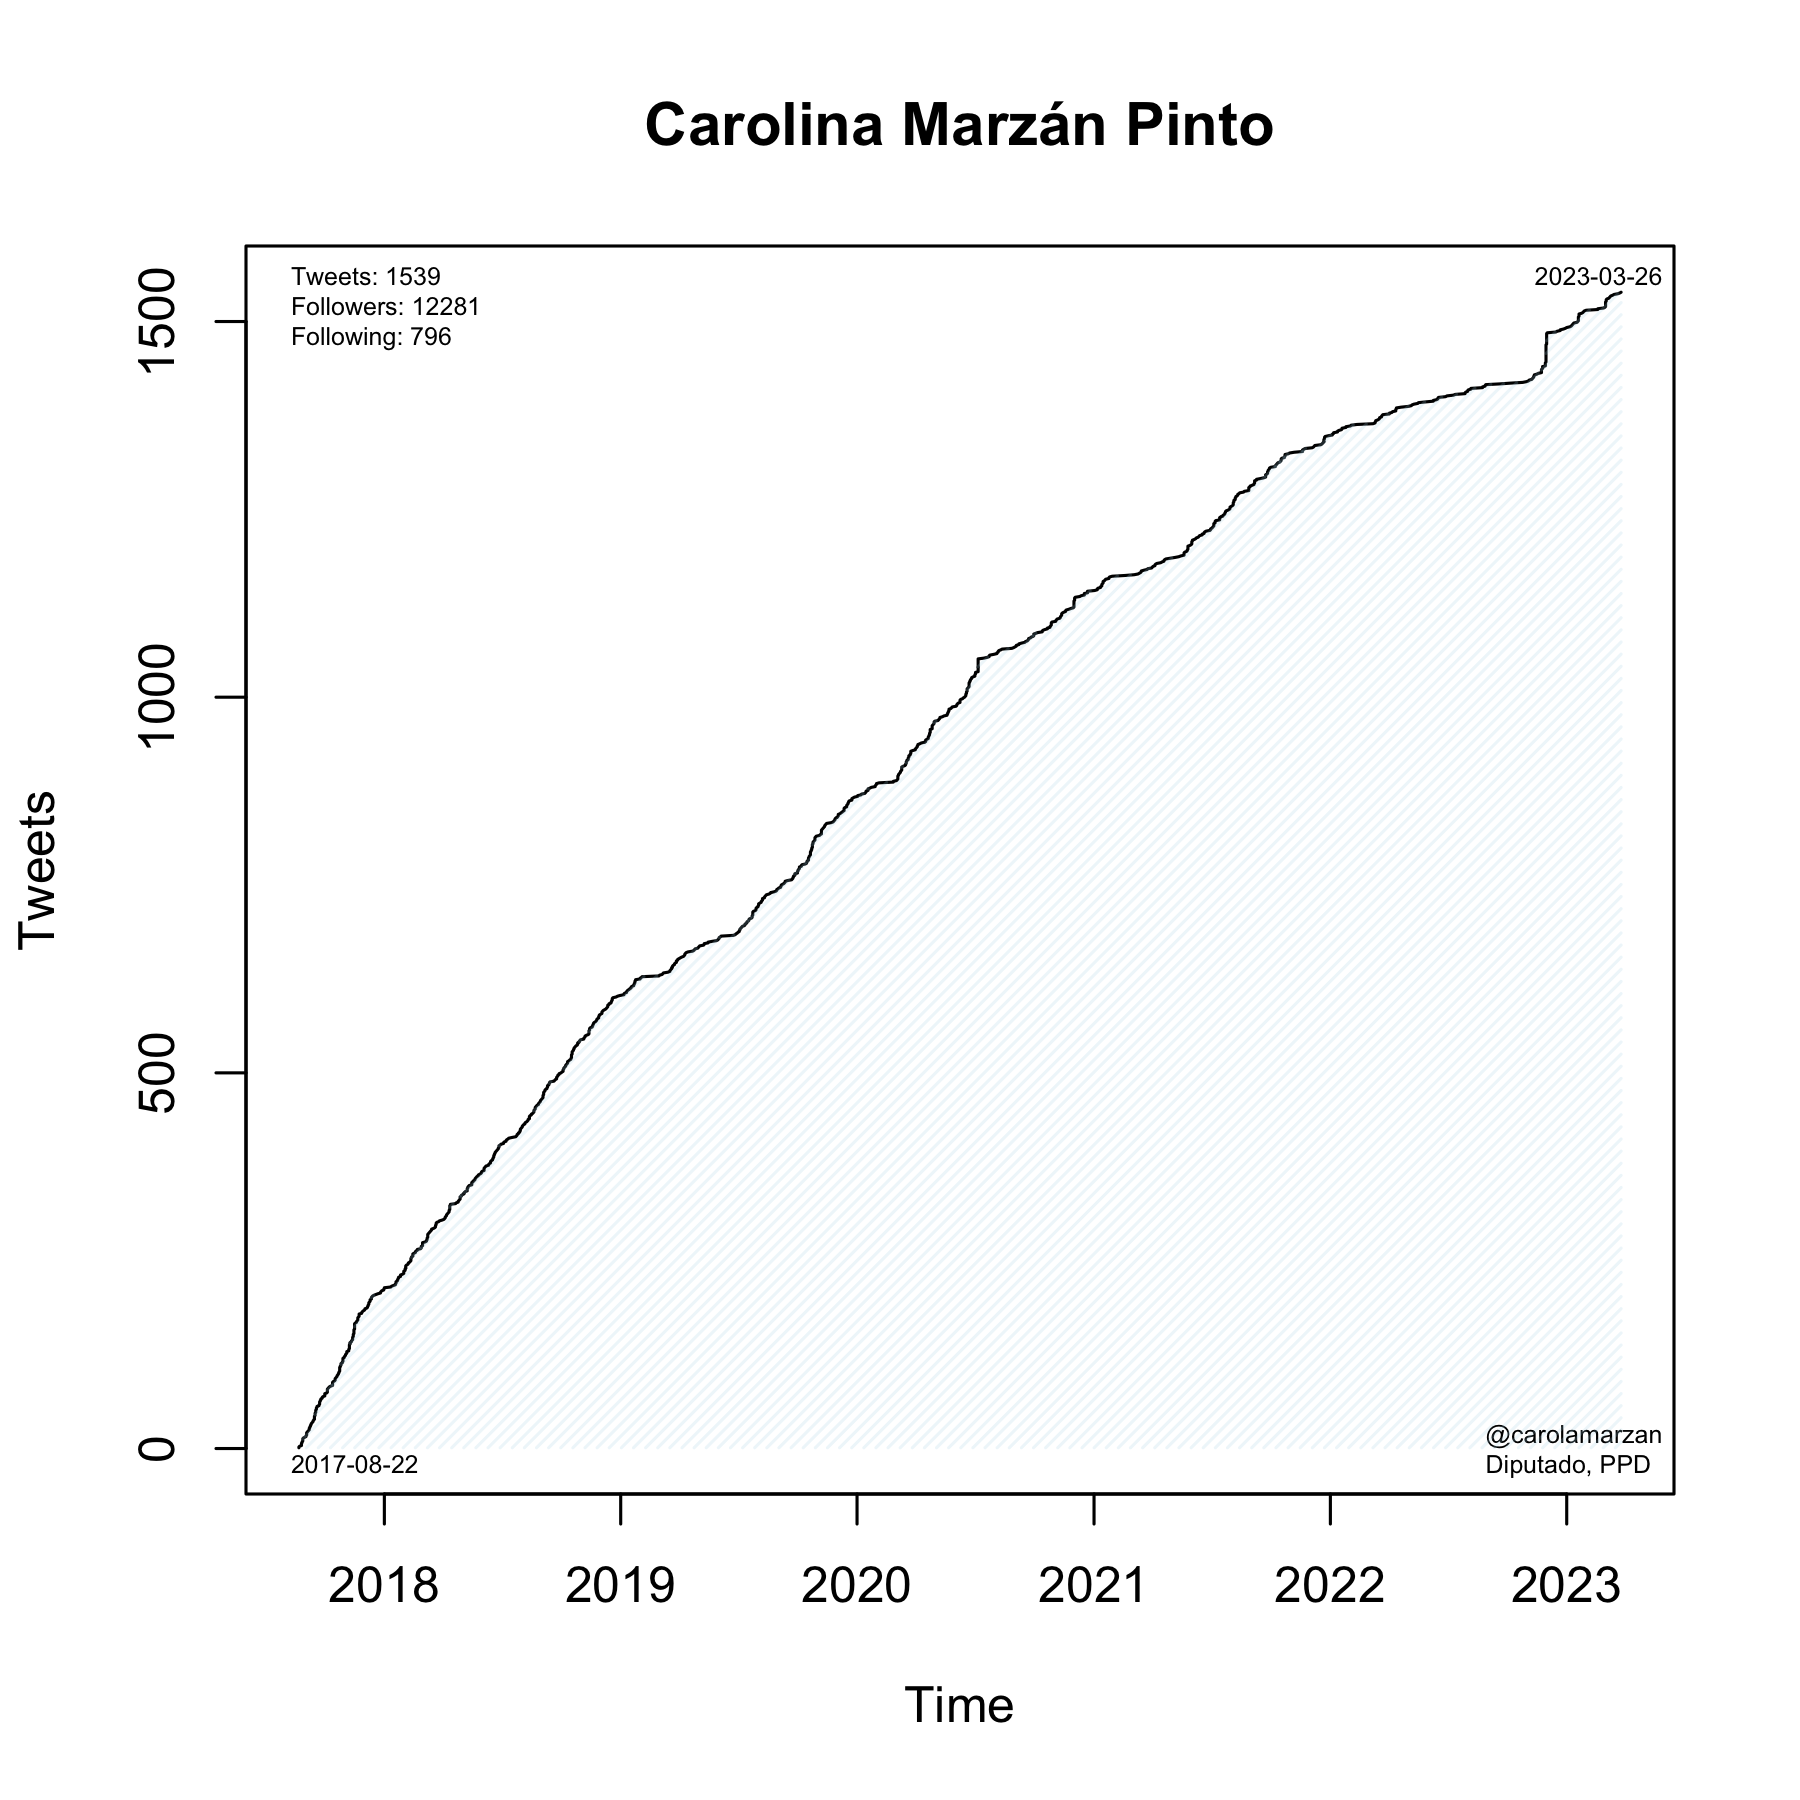 Carolina Marzán Pinto
Tweets: 1539
Followers: 12281
Following: 796
2023-03-26
1500
1000
500
0
Tweets
2017-08-22
@carolamarzan
Diputado, PPD
2018 2019 2020 2021 2022 2023
Time